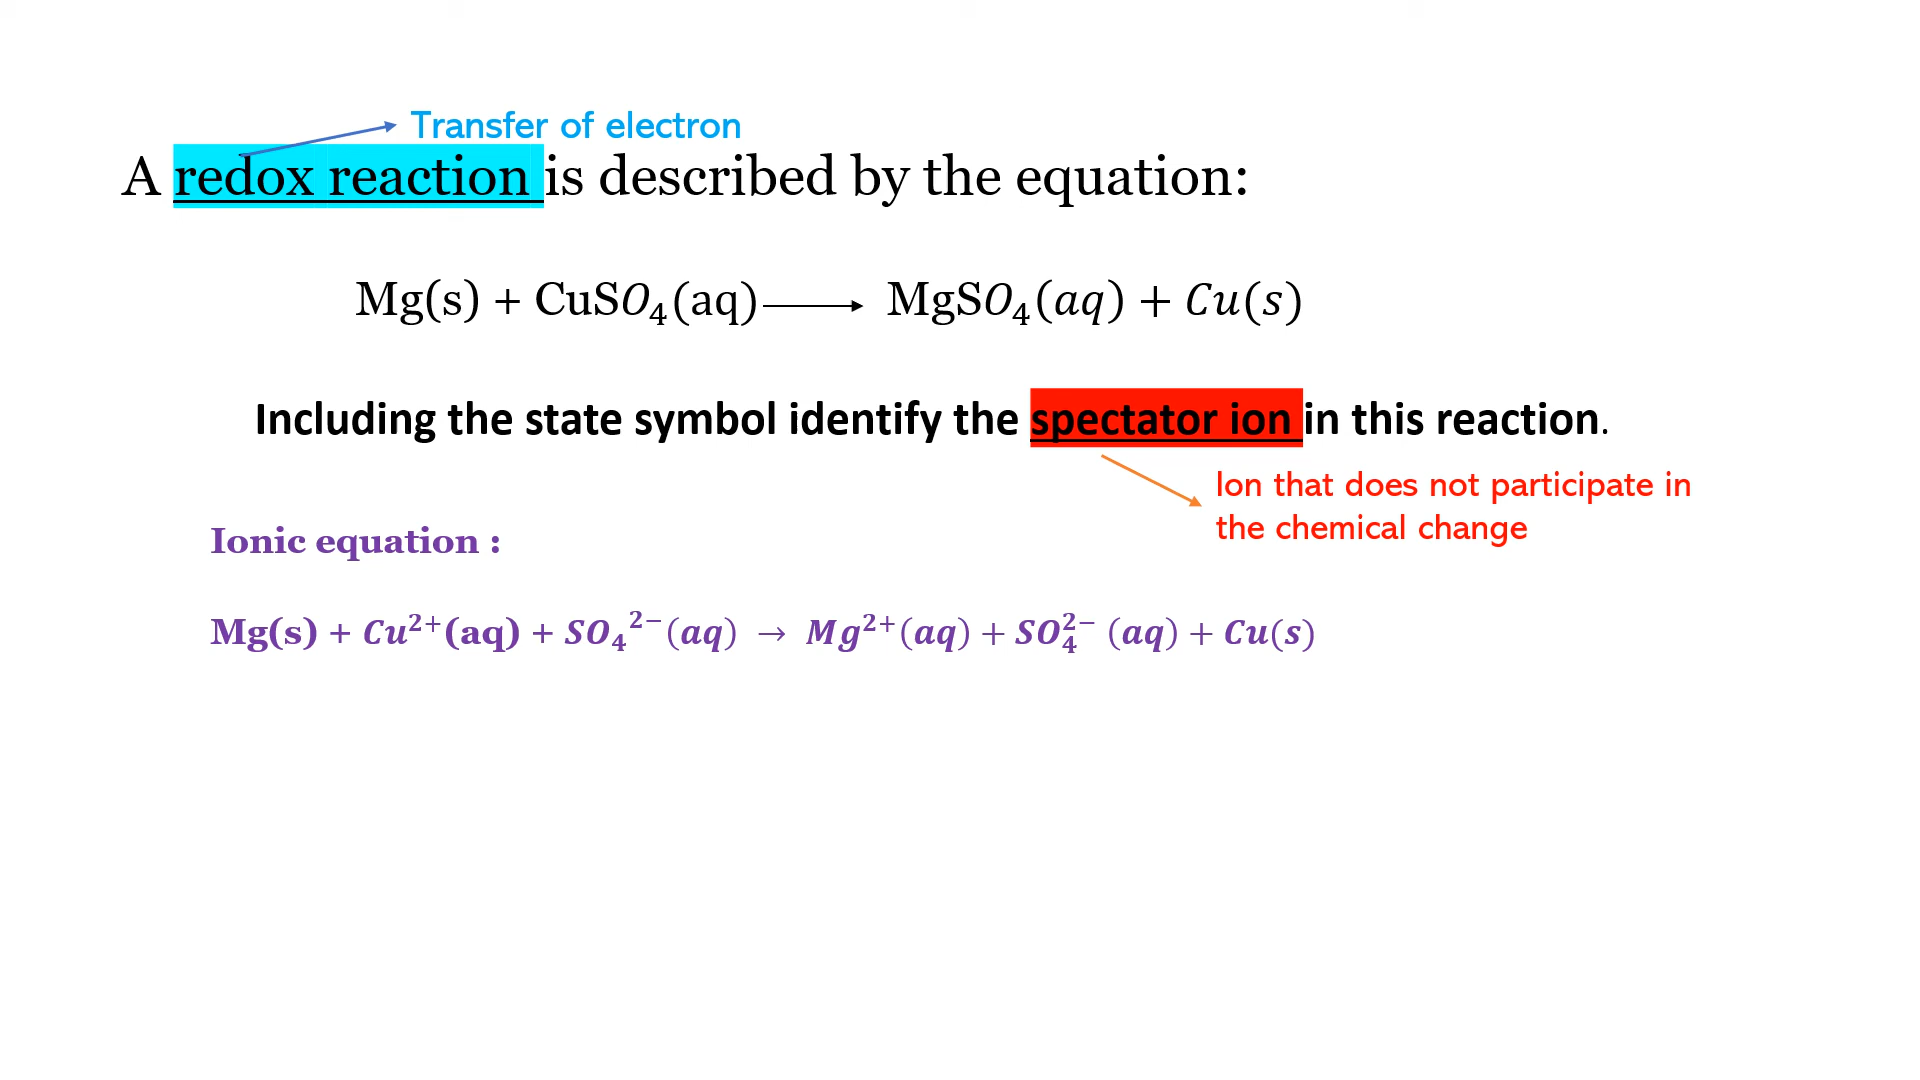 Transfer of electron
A redox reaction is described by the equation:
Mg(s) + CuSO₄(aq) ⟶ MgSO₄(aq) + Cu(s)
Including the state symbol identify the spectator ion in this reaction.
Ion that does not participate in
the chemical change
Ionic equation :
Mg(s) + Cu²⁺(aq) + SO₄²⁻(aq) → Mg²⁺(aq) + SO₄²⁻ (aq) + Cu(s)